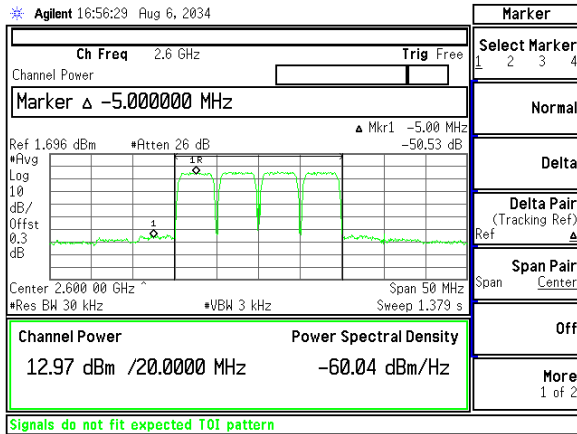 Agilent 16:56:29 Aug 6, 2034
Marker
Ch Freq 2.6 GHz Trig Free
Select Marker
1 2 3 4
Channel Power
Marker Δ -5.000000 MHz
Normal
Δ Mkr1 -5.00 MHz
Ref 1.696 dBm #Atten 26 dB -50.53 dB
#Avg
Log
10
dB/
Offst
0.3
dB
1R
1
Delta
Delta Pair
(Tracking Ref)
Ref Δ
Span Pair
Span Center
Center 2.600 00 GHz ^ Span 50 MHz
#Res BW 30 kHz #VBW 3 kHz Sweep 1.379 s
Off
Channel Power Power Spectral Density
12.97 dBm /20.0000 MHz -60.04 dBm/Hz
More
1 of 2
Signals do not fit expected TOI pattern